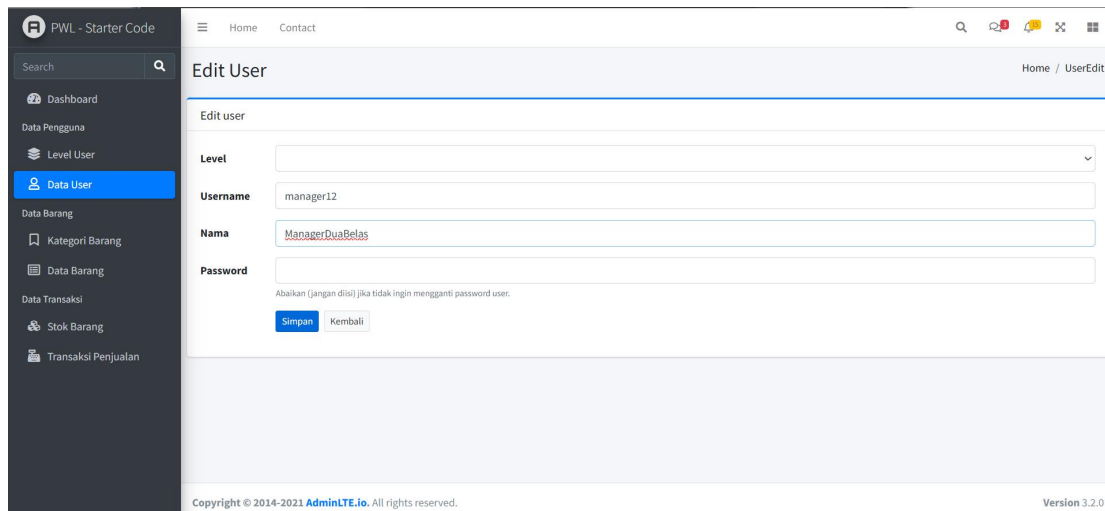 PWL - Starter Code
Home Contact
3 15
Search
Edit User
Home / UserEdit
Dashboard
Data Pengguna
Level User
Data User
Data Barang
Kategori Barang
Data Barang
Data Transaksi
Stok Barang
Transaksi Penjualan
Edit user
Level
Username manager12
Nama ManagerDuaBelas
Password
Abaikan (jangan diisi) jika tidak ingin mengganti password user.
Simpan Kembali
Copyright © 2014-2021 AdminLTE.io. All rights reserved.
Version 3.2.0